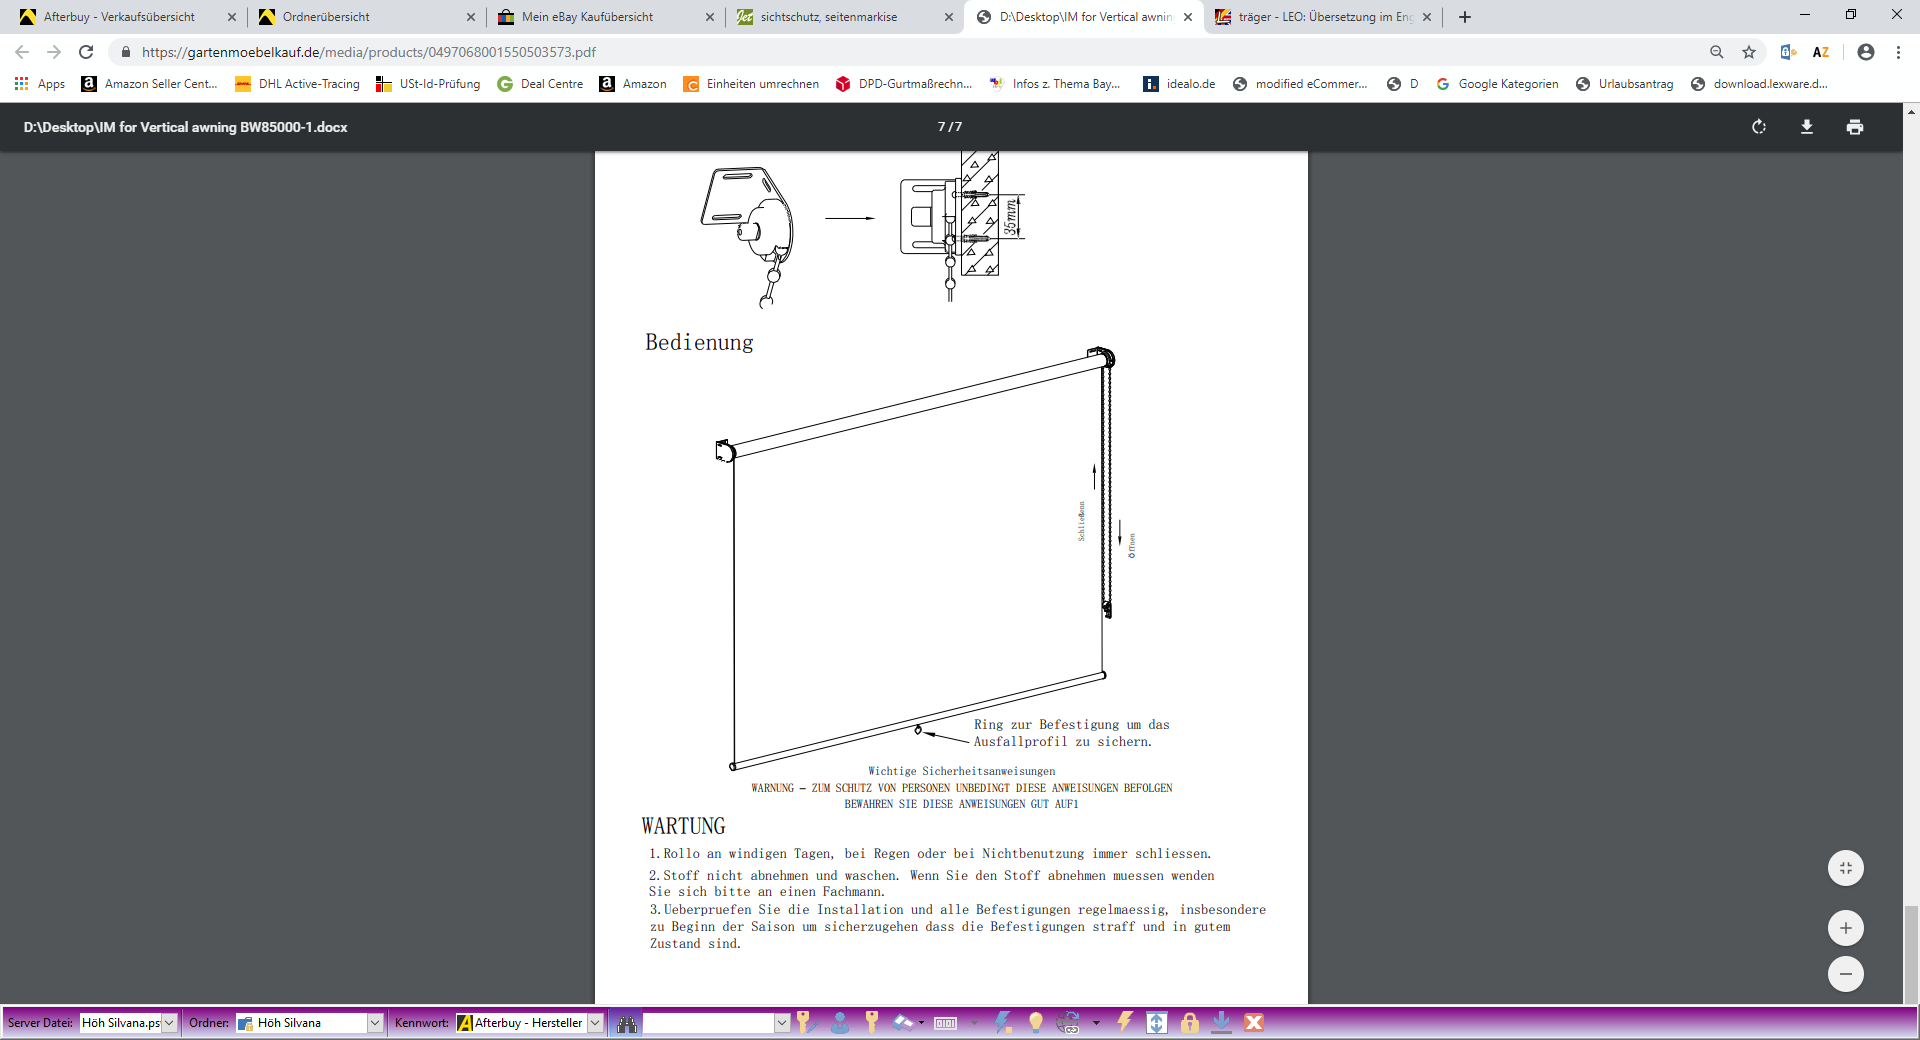 Afterbuy - Verkaufsübersicht
Ordnerübersicht
Mein eBay Kaufübersicht
sichtschutz, seitenmarkise
D:\Desktop\IM for Vertical awnin
träger - LEO: Übersetzung im Eng
https://gartenmoebelkauf.de/media/products/0497068001550503573.pdf
Apps
Amazon Seller Cent...
DHL Active-Tracing
USt-Id-Prüfung
Deal Centre
Amazon
Einheiten umrechnen
DPD-Gurtmaßrechn...
Infos z. Thema Bay...
idealo.de
modified eCommer...
D
Google Kategorien
Urlaubsantrag
download.lexware.d...
D:\Desktop\IM for Vertical awning BW85000-1.docx
7 / 7
35mm
Bedienung
Schließenn
Öffnen
Ring zur Befestigung um das
Ausfallprofil zu sichern.
Wichtige Sicherheitsanweisungen
WARNUNG – ZUM SCHUTZ VON PERSONEN UNBEDINGT DIESE ANWEISUNGEN BEFOLGEN
BEWAHREN SIE DIESE ANWEISUNGEN GUT AUF1
WARTUNG
1. Rollo an windigen Tagen, bei Regen oder bei Nichtbenutzung immer schliessen.
2. Stoff nicht abnehmen und waschen. Wenn Sie den Stoff abnehmen muessen wenden
Sie sich bitte an einen Fachmann.
3. Ueberpruefen Sie die Installation und alle Befestigungen regelmaessig, insbesondere
zu Beginn der Saison um sicherzugehen dass die Befestigungen straff und in gutem
Zustand sind.
Server Datei: Höh Silvana.ps
Ordner: Höh Silvana
Kennwort: Afterbuy - Hersteller